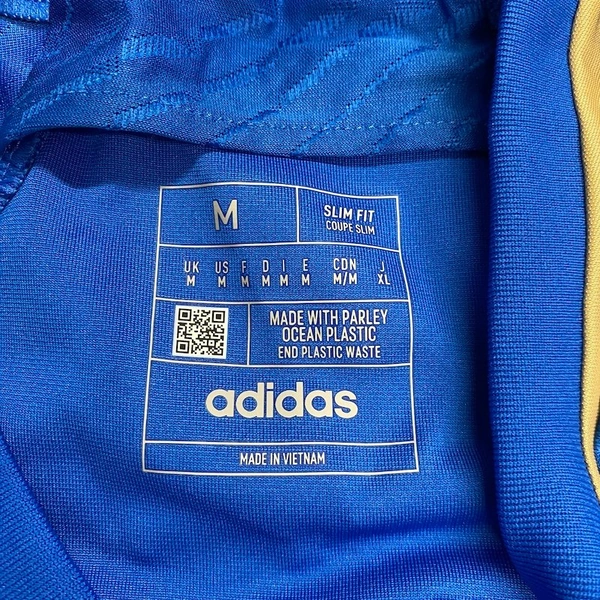 M
SLIM FIT
COUPE SLIM
UK US F D I E CDN J
M M M M M M M/M XL
MADE WITH PARLEY
OCEAN PLASTIC
END PLASTIC WASTE
adidas
MADE IN VIETNAM